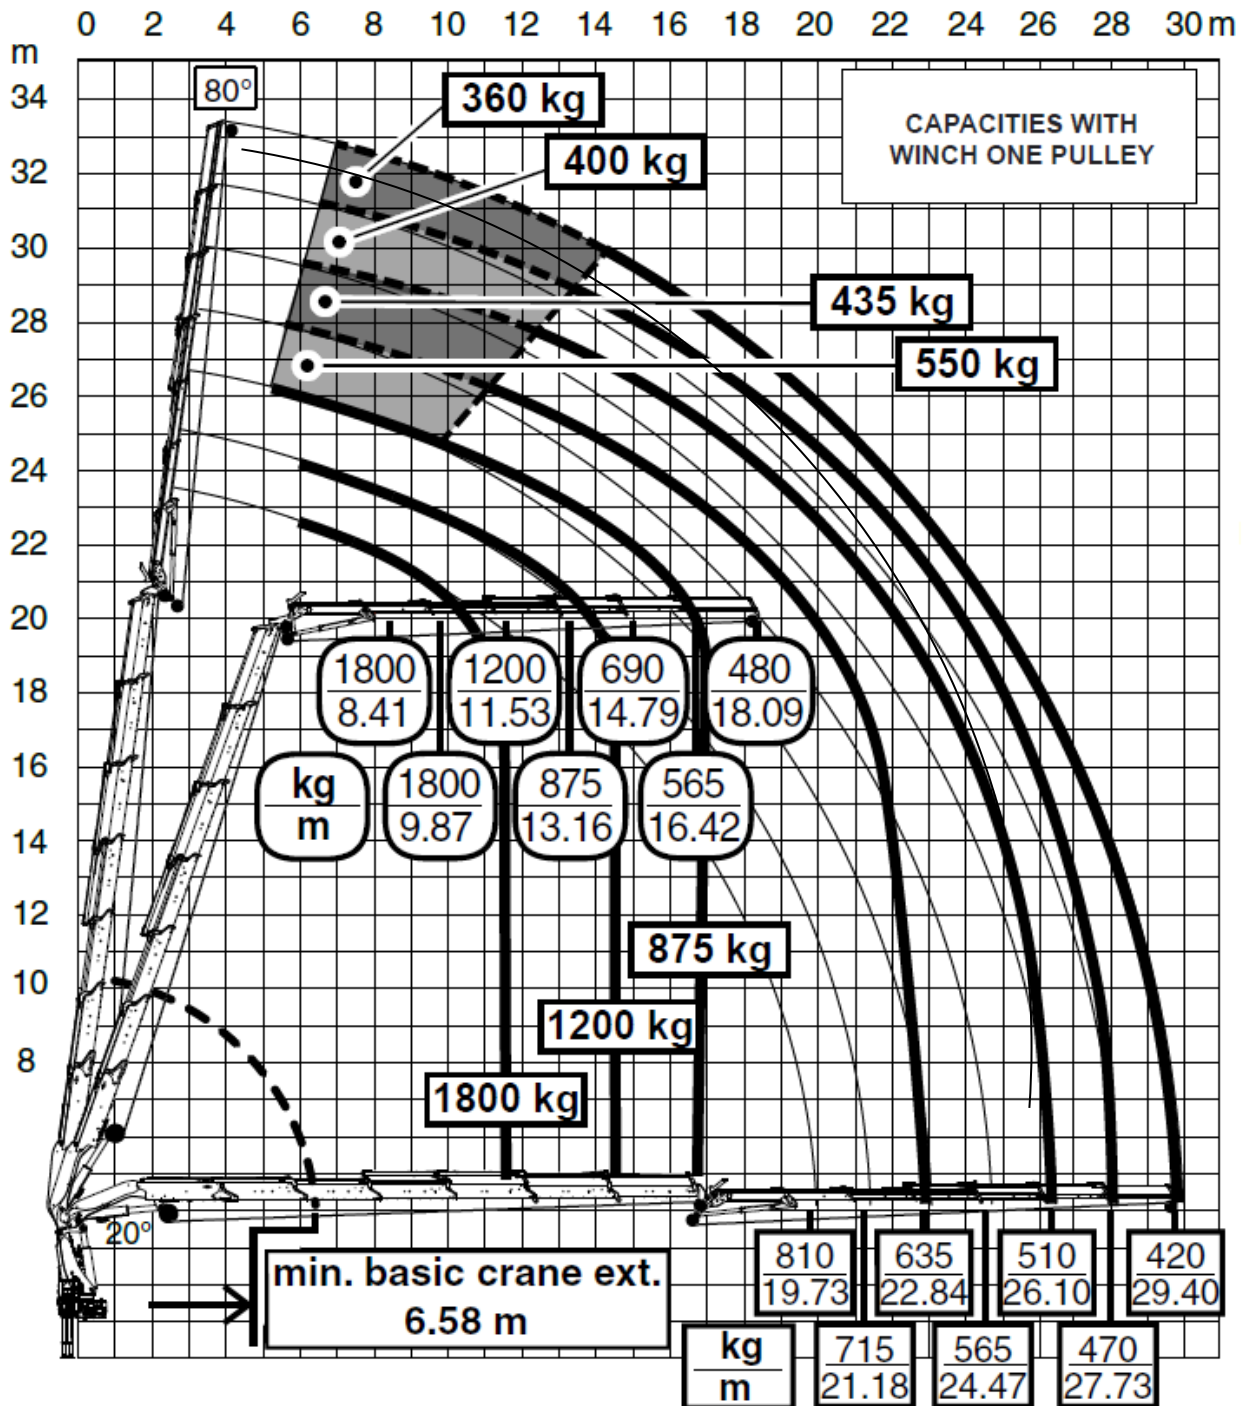 0 2 4 6 8 10 12 14 16 18 20 22 24 26 28 30 m
m
34
32
30
28
26
24
22
20
18
16
14
12
10
8
80°
360 kg
400 kg
CAPACITIES WITH
WINCH ONE PULLEY
435 kg
550 kg
1800
8.41
1200
11.53
690
14.79
480
18.09
kg
m
1800
9.87
875
13.16
565
16.42
875 kg
1200 kg
1800 kg
20°
min. basic crane ext.
6.58 m
810
19.73
635
22.84
510
26.10
420
29.40
kg
m
715
21.18
565
24.47
470
27.73